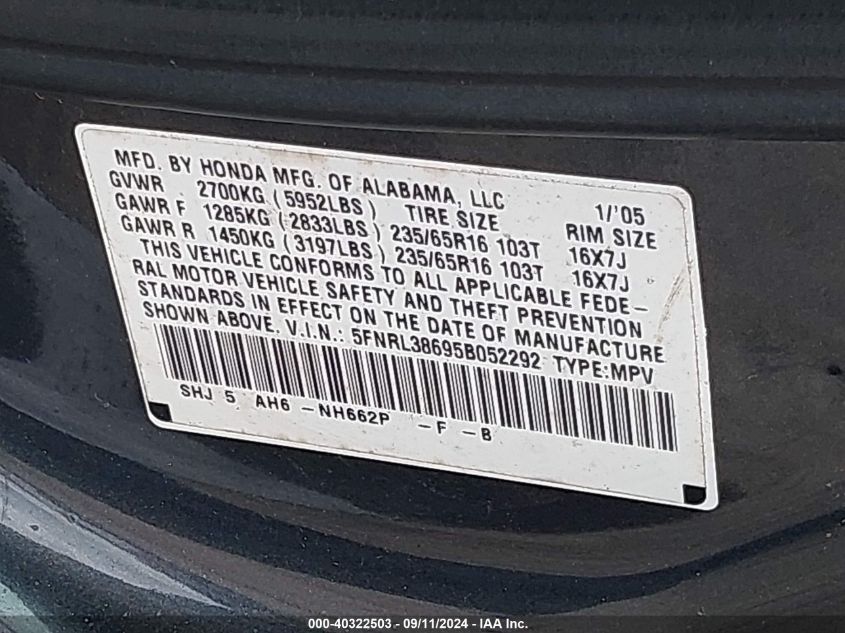 MFD. BY HONDA MFG. OF ALABAMA, LLC 1/'05
GVWR 2700KG (5952LBS) TIRE SIZE RIM SIZE
GAWR F 1285KG (2833LBS) 235/65R16 103T 16X7J
GAWR R 1450KG (3197LBS) 235/65R16 103T 16X7J
THIS VEHICLE CONFORMS TO ALL APPLICABLE FEDE-
RAL MOTOR VEHICLE SAFETY AND THEFT PREVENTION
STANDARDS IN EFFECT ON THE DATE OF MANUFACTURE
SHOWN ABOVE. V.I.N.: 5FNRL38695B052292 TYPE:MPV
SHJ 5 AH6 -NH662P -F -B
000-40322503 - 09/11/2024 - IAA Inc.